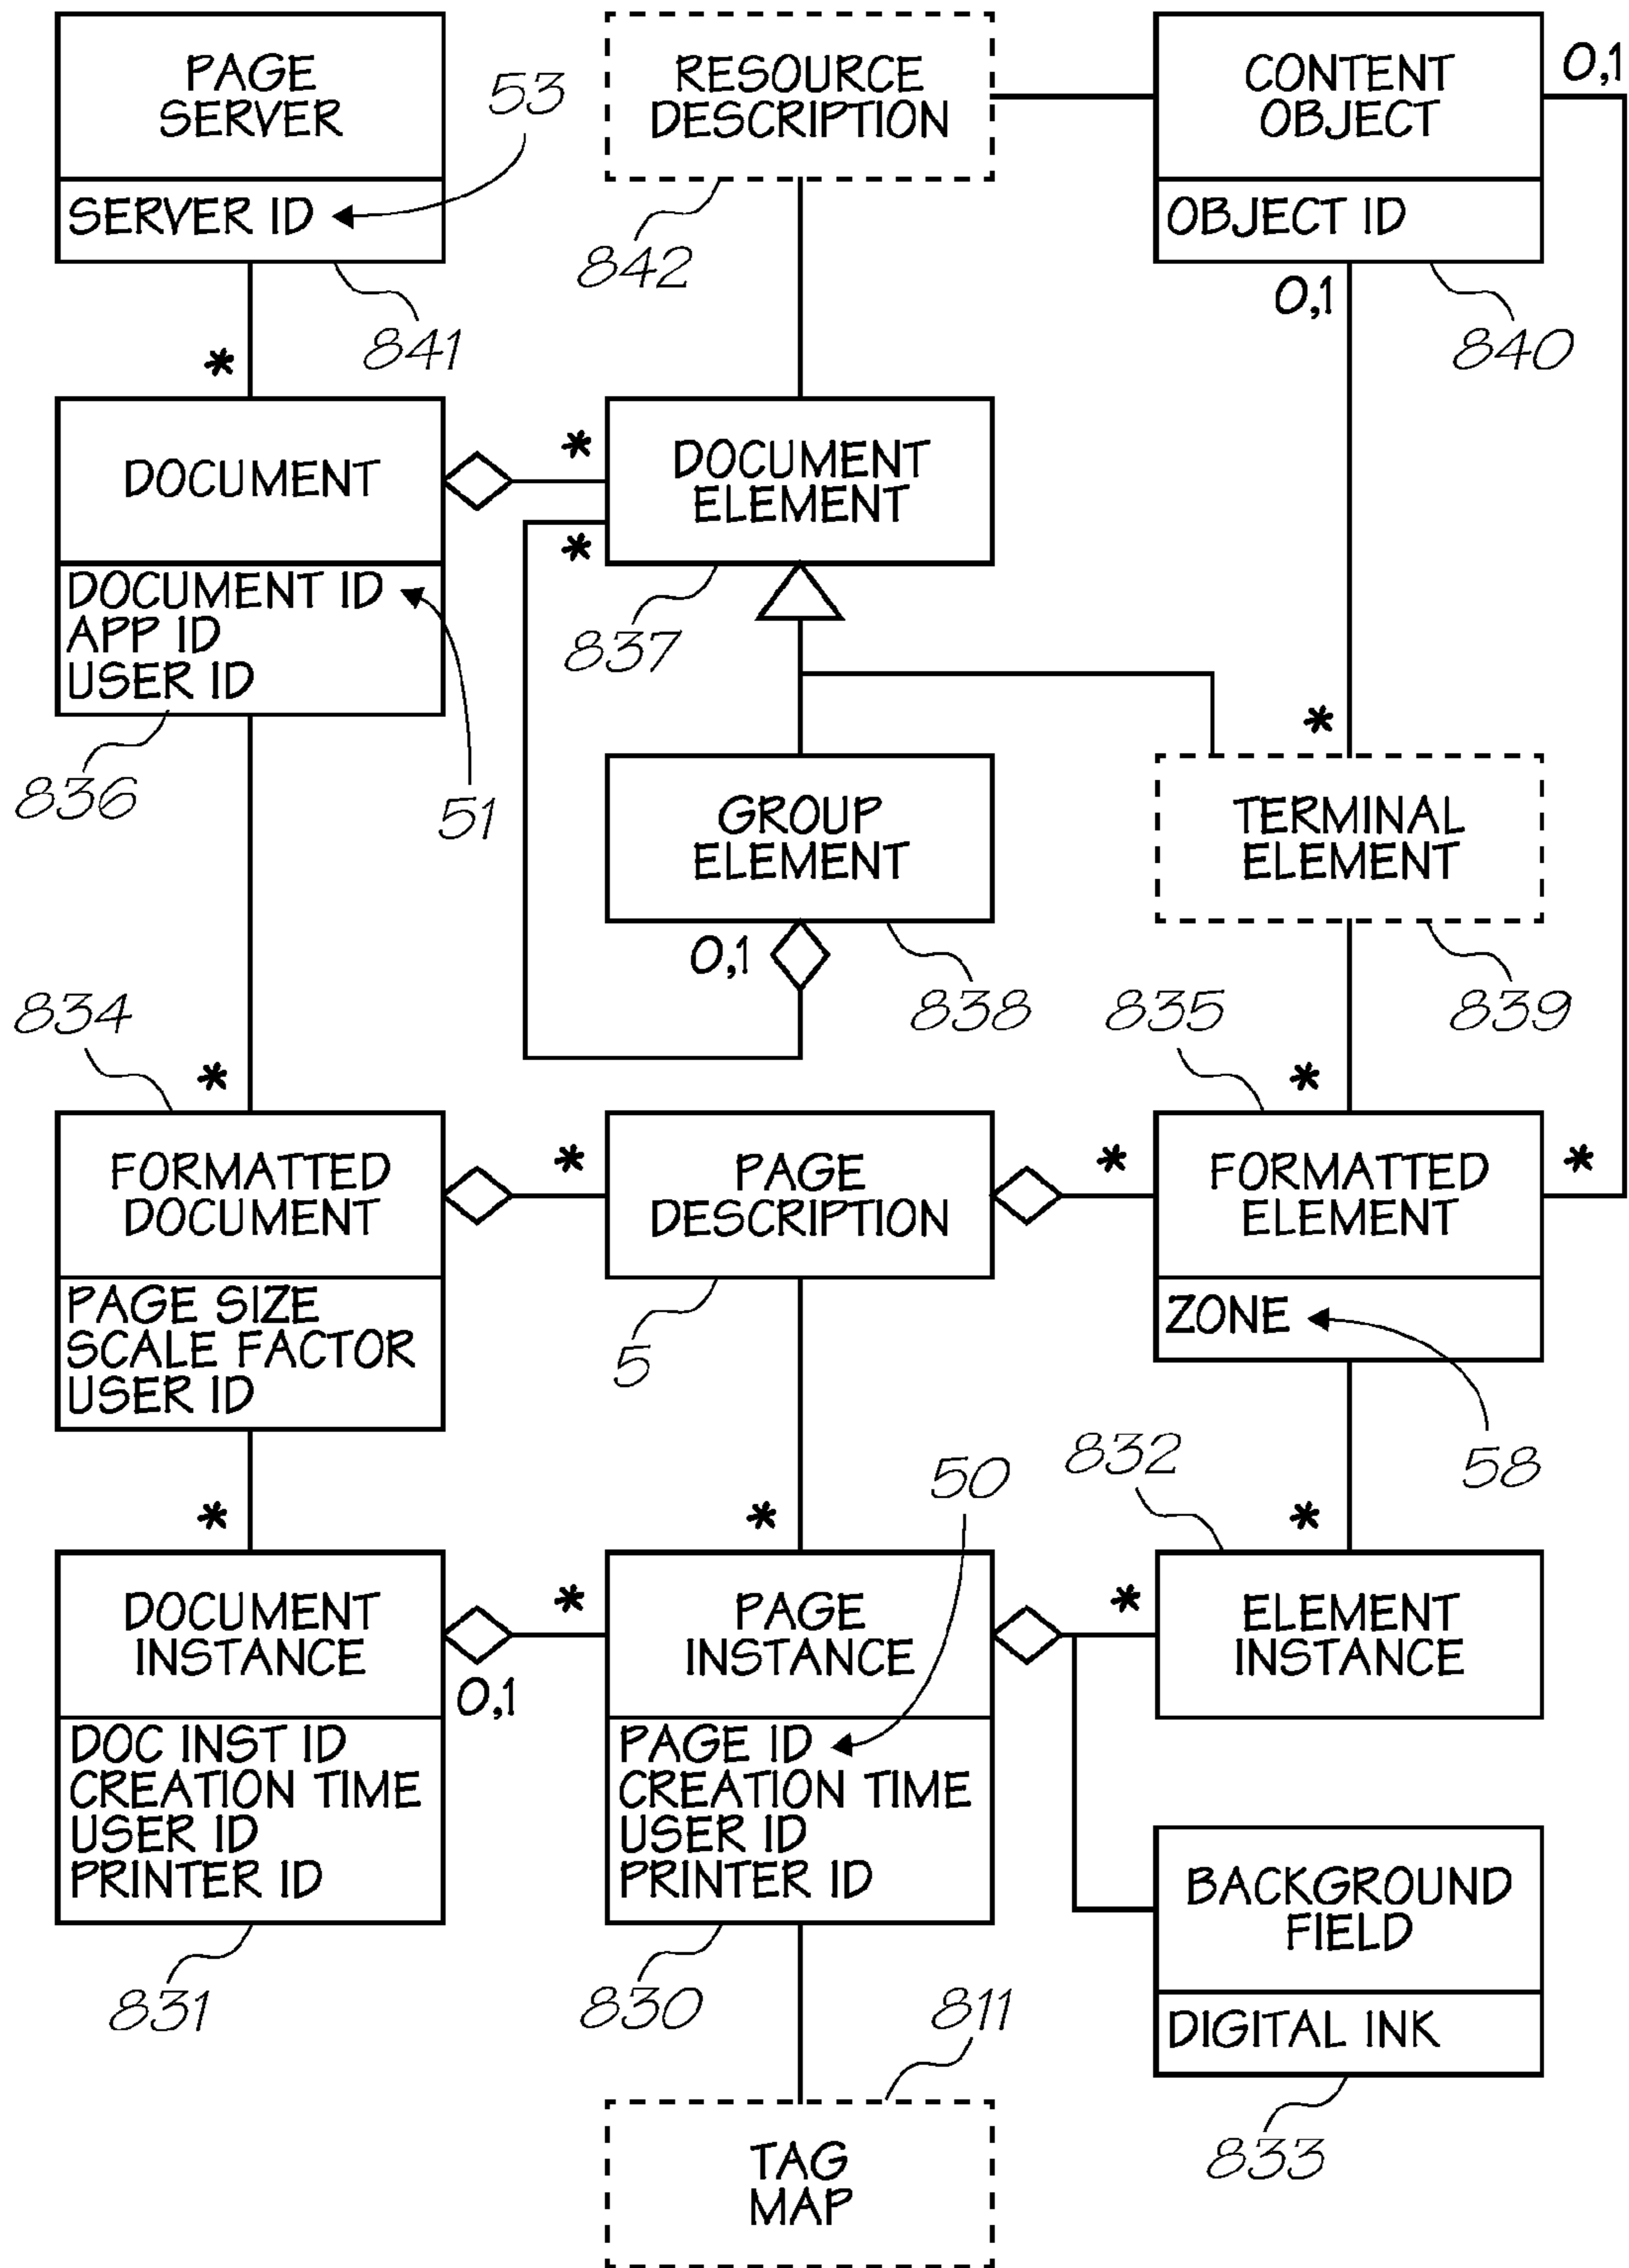 PAGE
SERVER
SERVER ID
53
841
RESOURCE
DESCRIPTION
842
CONTENT
OBJECT
OBJECT ID
0,1
0,1
840
*
DOCUMENT
DOCUMENT ID
APP ID
USER ID
836
51
*
*
DOCUMENT
ELEMENT
837
GROUP
ELEMENT
0,1
838
*
TERMINAL
ELEMENT
839
834
*
FORMATTED
DOCUMENT
PAGE SIZE
SCALE FACTOR
USER ID
*
PAGE
DESCRIPTION
5
835
*
*
*
FORMATTED
ELEMENT
ZONE
58
*
DOCUMENT
INSTANCE
0,1
DOC INST ID
CREATION TIME
USER ID
PRINTER ID
831
50
*
*
PAGE
INSTANCE
PAGE ID
CREATION TIME
USER ID
PRINTER ID
830
832
*
*
ELEMENT
INSTANCE
BACKGROUND
FIELD
DIGITAL INK
833
811
TAG
MAP